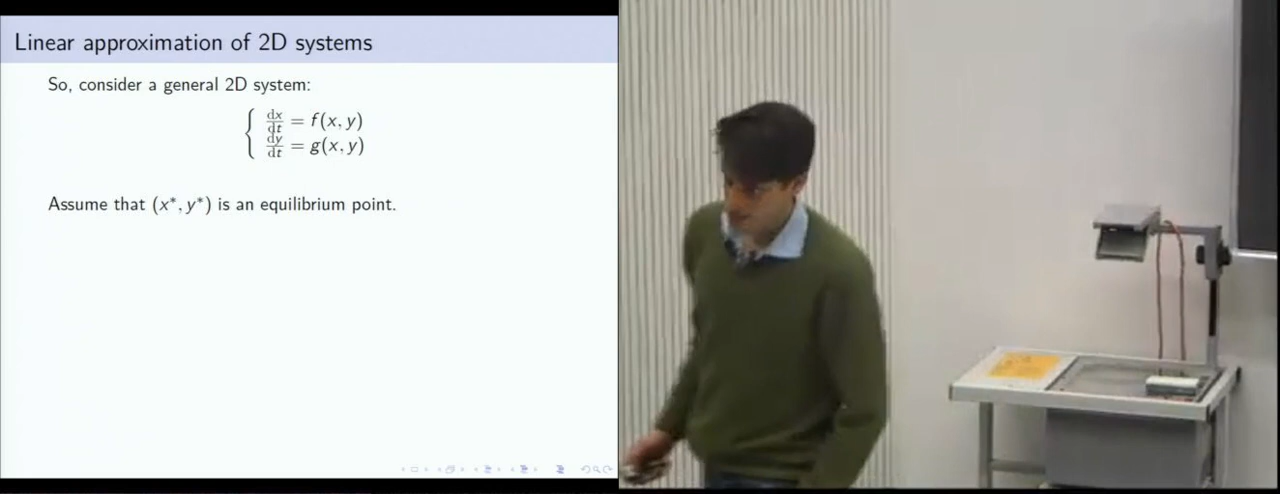 Linear approximation of 2D systems
So, consider a general 2D system:
dx/dt = f(x, y)
dy/dt = g(x, y)
Assume that (x*, y*) is an equilibrium point.